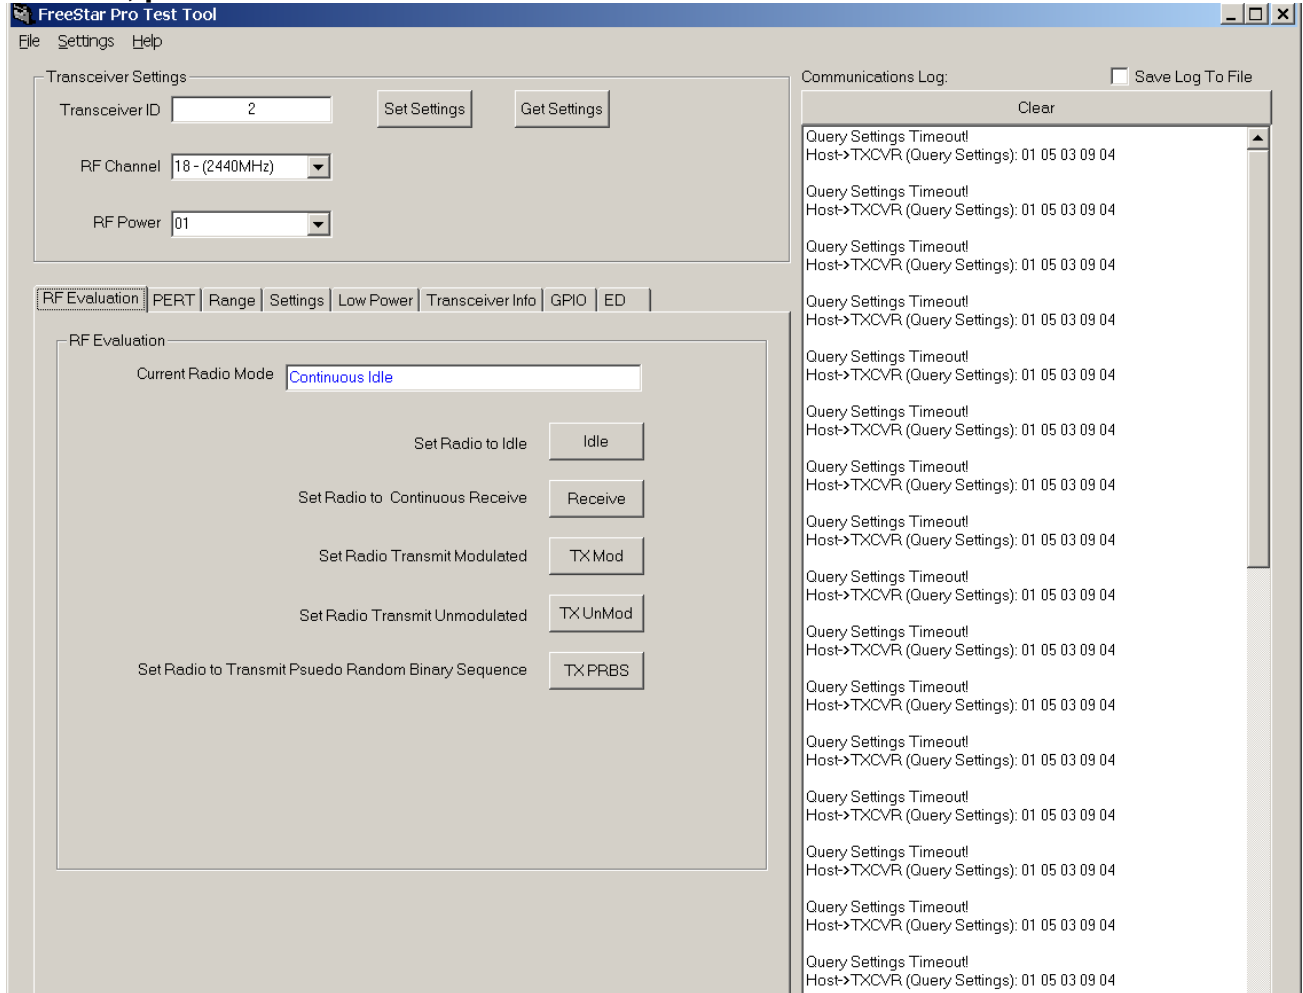 FreeStar Pro Test Tool
File Settings Help
Transceiver Settings
Transceiver ID 2 Set Settings Get Settings
RF Channel 18 - (2440MHz)
RF Power 01
RF Evaluation PERT Range Settings Low Power Transceiver Info GPIO ED
RF Evaluation
Current Radio Mode Continuous Idle
Set Radio to Idle Idle
Set Radio to Continuous Receive Receive
Set Radio Transmit Modulated TX Mod
Set Radio Transmit Unmodulated TX UnMod
Set Radio to Transmit Psuedo Random Binary Sequence TX PRBS
Communications Log: Save Log To File
Clear
Query Settings Timeout!
Host->TXCVR (Query Settings): 01 05 03 09 04
Query Settings Timeout!
Host->TXCVR (Query Settings): 01 05 03 09 04
Query Settings Timeout!
Host->TXCVR (Query Settings): 01 05 03 09 04
Query Settings Timeout!
Host->TXCVR (Query Settings): 01 05 03 09 04
Query Settings Timeout!
Host->TXCVR (Query Settings): 01 05 03 09 04
Query Settings Timeout!
Host->TXCVR (Query Settings): 01 05 03 09 04
Query Settings Timeout!
Host->TXCVR (Query Settings): 01 05 03 09 04
Query Settings Timeout!
Host->TXCVR (Query Settings): 01 05 03 09 04
Query Settings Timeout!
Host->TXCVR (Query Settings): 01 05 03 09 04
Query Settings Timeout!
Host->TXCVR (Query Settings): 01 05 03 09 04
Query Settings Timeout!
Host->TXCVR (Query Settings): 01 05 03 09 04
Query Settings Timeout!
Host->TXCVR (Query Settings): 01 05 03 09 04
Query Settings Timeout!
Host->TXCVR (Query Settings): 01 05 03 09 04
Query Settings Timeout!
Host->TXCVR (Query Settings): 01 05 03 09 04
Query Settings Timeout!
Host->TXCVR (Query Settings): 01 05 03 09 04
Query Settings Timeout!
Host->TXCVR (Query Settings): 01 05 03 09 04